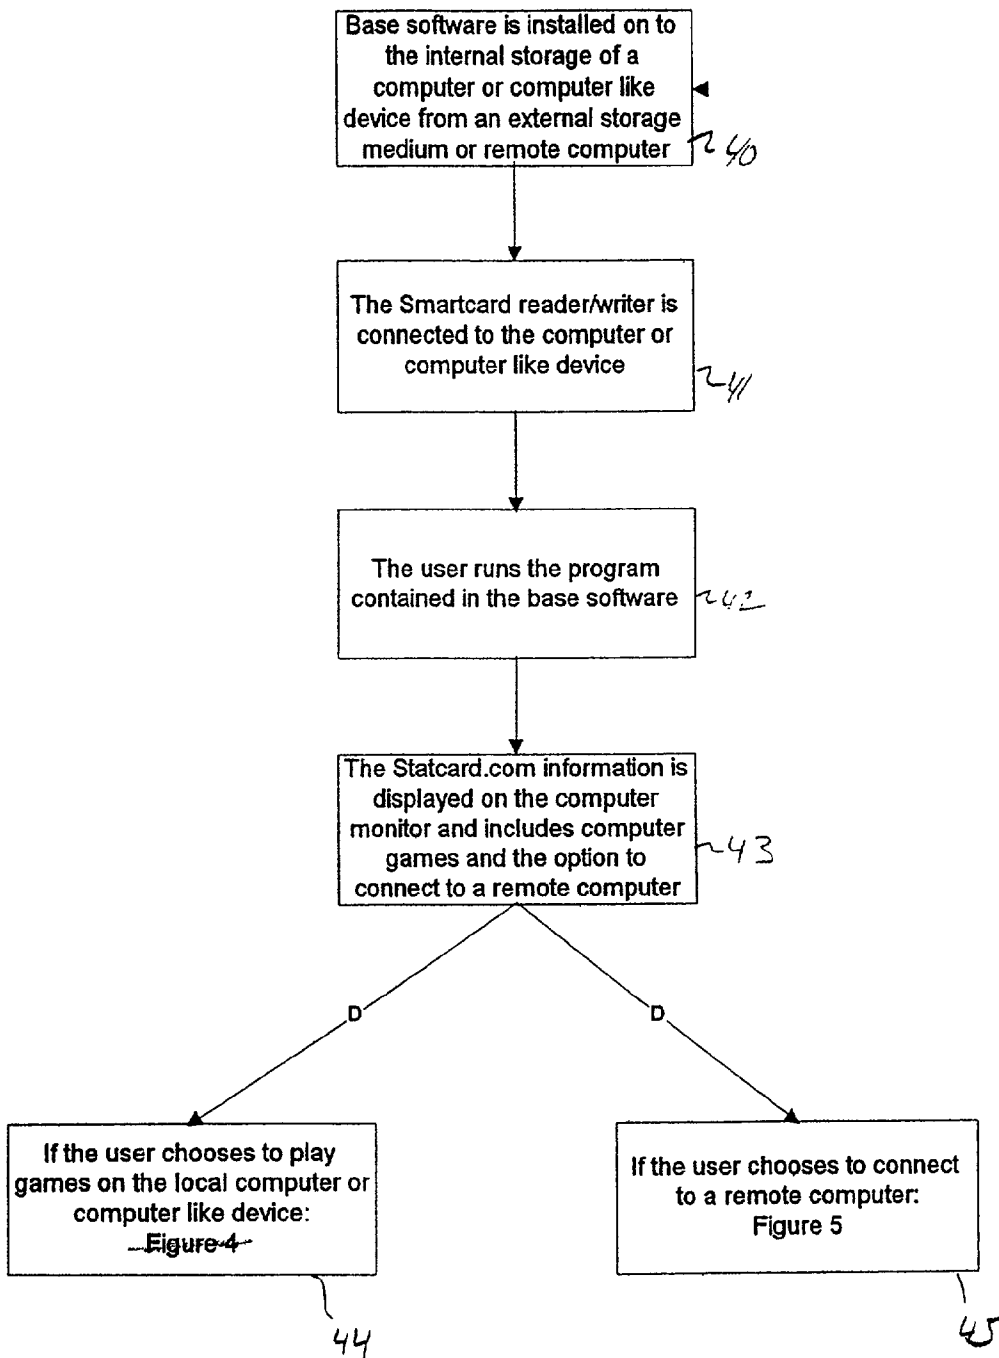 Base software is installed on to
the internal storage of a
computer or computer like
device from an external storage
medium or remote computer
40
The Smartcard reader/writer is
connected to the computer or
computer like device
41
The user runs the program
contained in the base software
42
The Statcard.com information is
displayed on the computer
monitor and includes computer
games and the option to
connect to a remote computer
43
D
D
If the user chooses to play
games on the local computer or
computer like device:
Figure 4
44
If the user chooses to connect
to a remote computer:
Figure 5
45